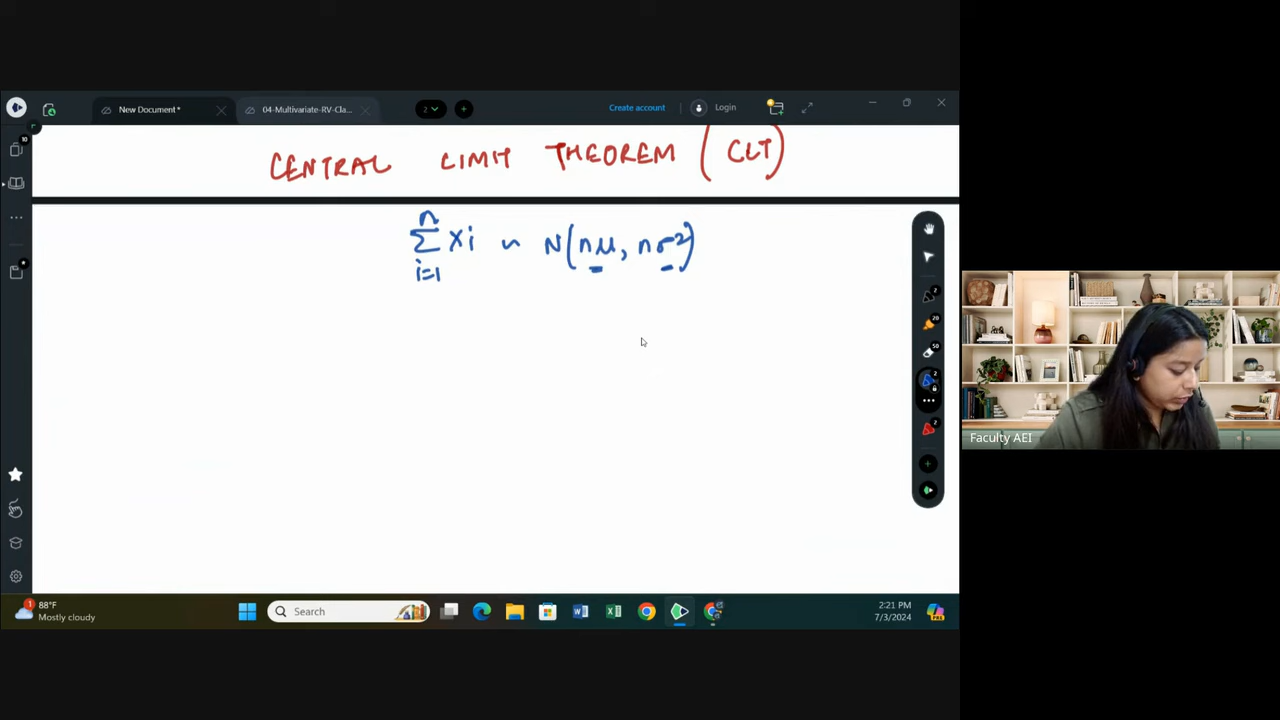 New Document*
04-Multivariate-RV-Cla...
2
Create account
Login
CENTRAL LIMIT THEOREM (CLT)
n
∑ Xi ~ N(nμ, nσ²)
i=1
Faculty AEI
88°F
Mostly cloudy
Search
2:21 PM
7/3/2024